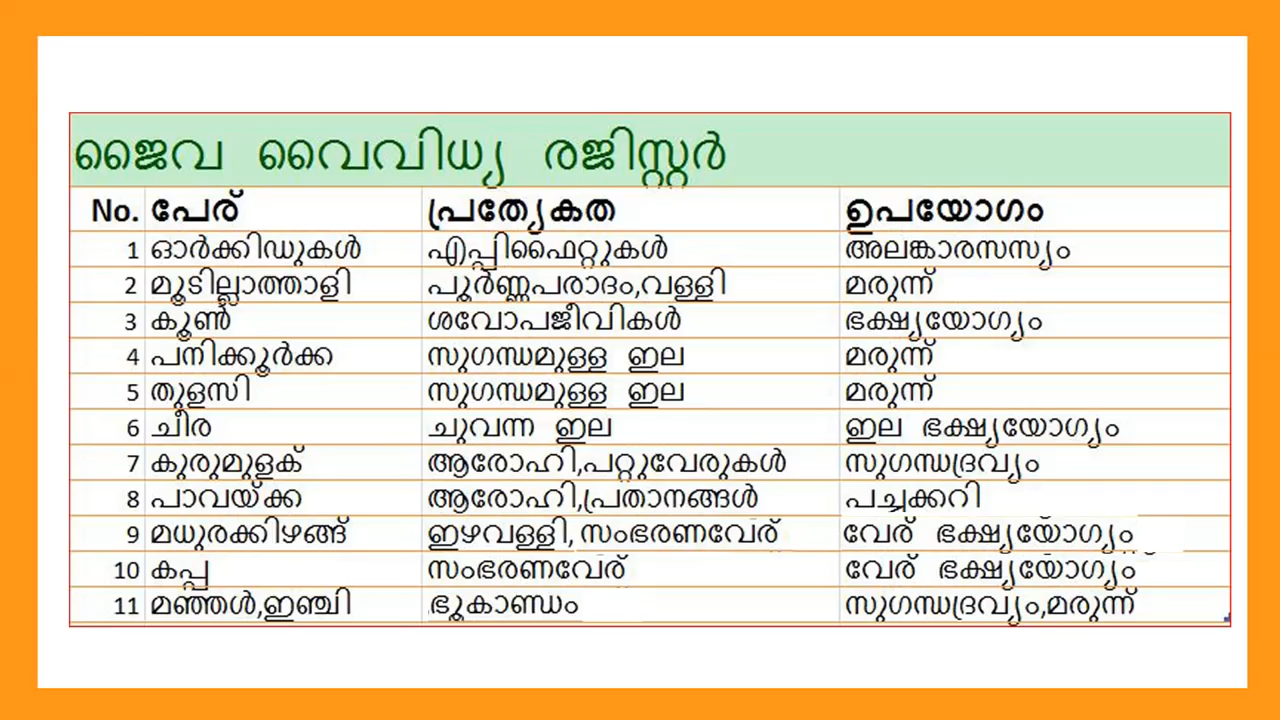 ജൈവ വൈവിധ്യ രജിസ്റ്റർ
No. പേര് പ്രത്യേകത ഉപയോഗം
1 ഓർക്കിഡുകൾ എപ്പിഫൈറ്റുകൾ അലങ്കാരസസ്യം
2 മൂടില്ലാത്താളി പൂർണ്ണപരാദം,വള്ളി മരുന്ന്
3 കൂൺ ശവോപജീവികൾ ഭക്ഷ്യയോഗ്യം
4 പനിക്കൂർക്ക സുഗന്ധമുള്ള ഇല മരുന്ന്
5 തുളസി സുഗന്ധമുള്ള ഇല മരുന്ന്
6 ചീര ചുവന്ന ഇല ഇല ഭക്ഷ്യയോഗ്യം
7 കുരുമുളക് ആരോഹി,പറ്റുവേരുകൾ സുഗന്ധദ്രവ്യം
8 പാവയ്ക്ക ആരോഹി,പ്രതാനങ്ങൾ പച്ചക്കറി
9 മധുരക്കിഴങ്ങ് ഇഴവള്ളി,സംഭരണവേര് വേര് ഭക്ഷ്യയോഗ്യം
10 കപ്പ സംഭരണവേര് വേര് ഭക്ഷ്യയോഗ്യം
11 മഞ്ഞൾ,ഇഞ്ചി ഭൂകാണ്ഡം സുഗന്ധദ്രവ്യം,മരുന്ന്